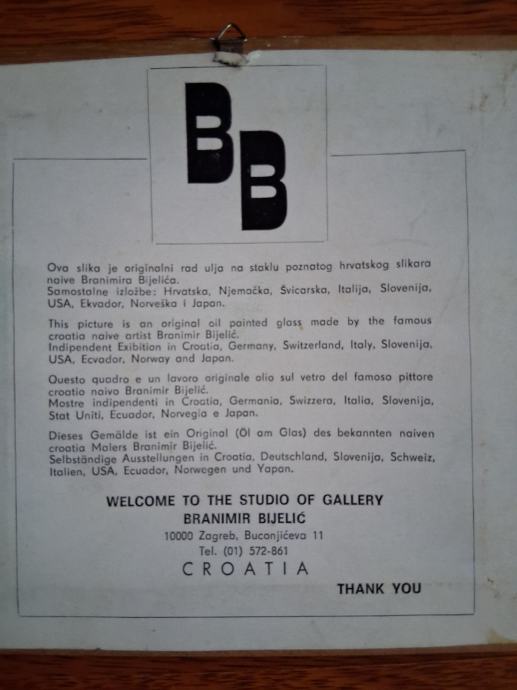 BB
Ova slika je originalni rad ulja na staklu poznatog hrvatskog slikara
naive Branimira Bijelića.
Samostalne izložbe: Hrvatska, Njemačka, Švicarska, Italija, Slovenija,
USA, Ekvador, Norveška i Japan.
This picture is an original oil painted glass made by the famous
croatia naive artist Branimir Bijelić.
Indipendent Exibition in Croatia, Germany, Switzerland, Italy, Slovenija,
USA, Ecvador, Norway and Japan.
Questo quadro e un lavoro originale olio sul vetro del famoso pittore
croatia naivo Branimir Bijelić.
Mostre indipendenti in Croatia, Germania, Swizzera, Italia, Slovenija,
Stat Uniti, Ecuador, Norvegia e Japan.
Dieses Gemälde ist ein Original (Öl am Glas) des bekannten naiven
croatia Malers Branimir Bijelić.
Selbständige Ausstellungen in Croatia, Deutschland, Slovenija, Schweiz,
Italien, USA, Ecuador, Norwegen und Yapan.
WELCOME TO THE STUDIO OF GALLERY
BRANIMIR BIJELIĆ
10000 Zagreb, Buconjićeva 11
Tel. (01) 572-861
CROATIA
THANK YOU